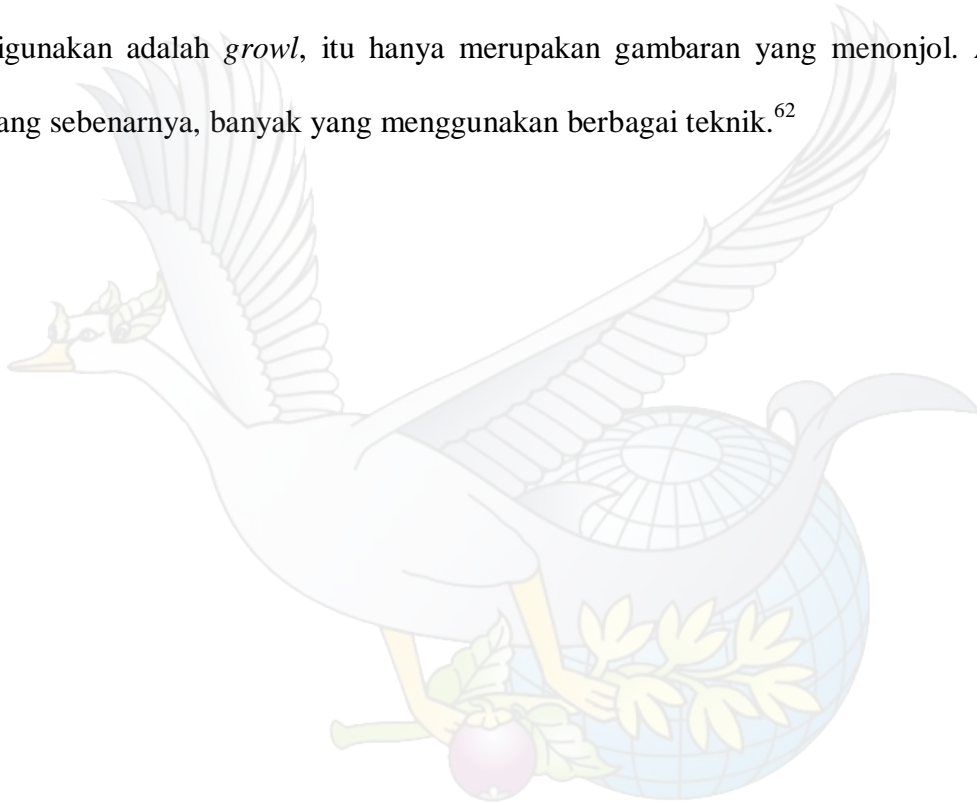 igunakan adalah growl, itu hanya merupakan gambaran yang menonjol.
ang sebenarnya, banyak yang menggunakan berbagai teknik.62